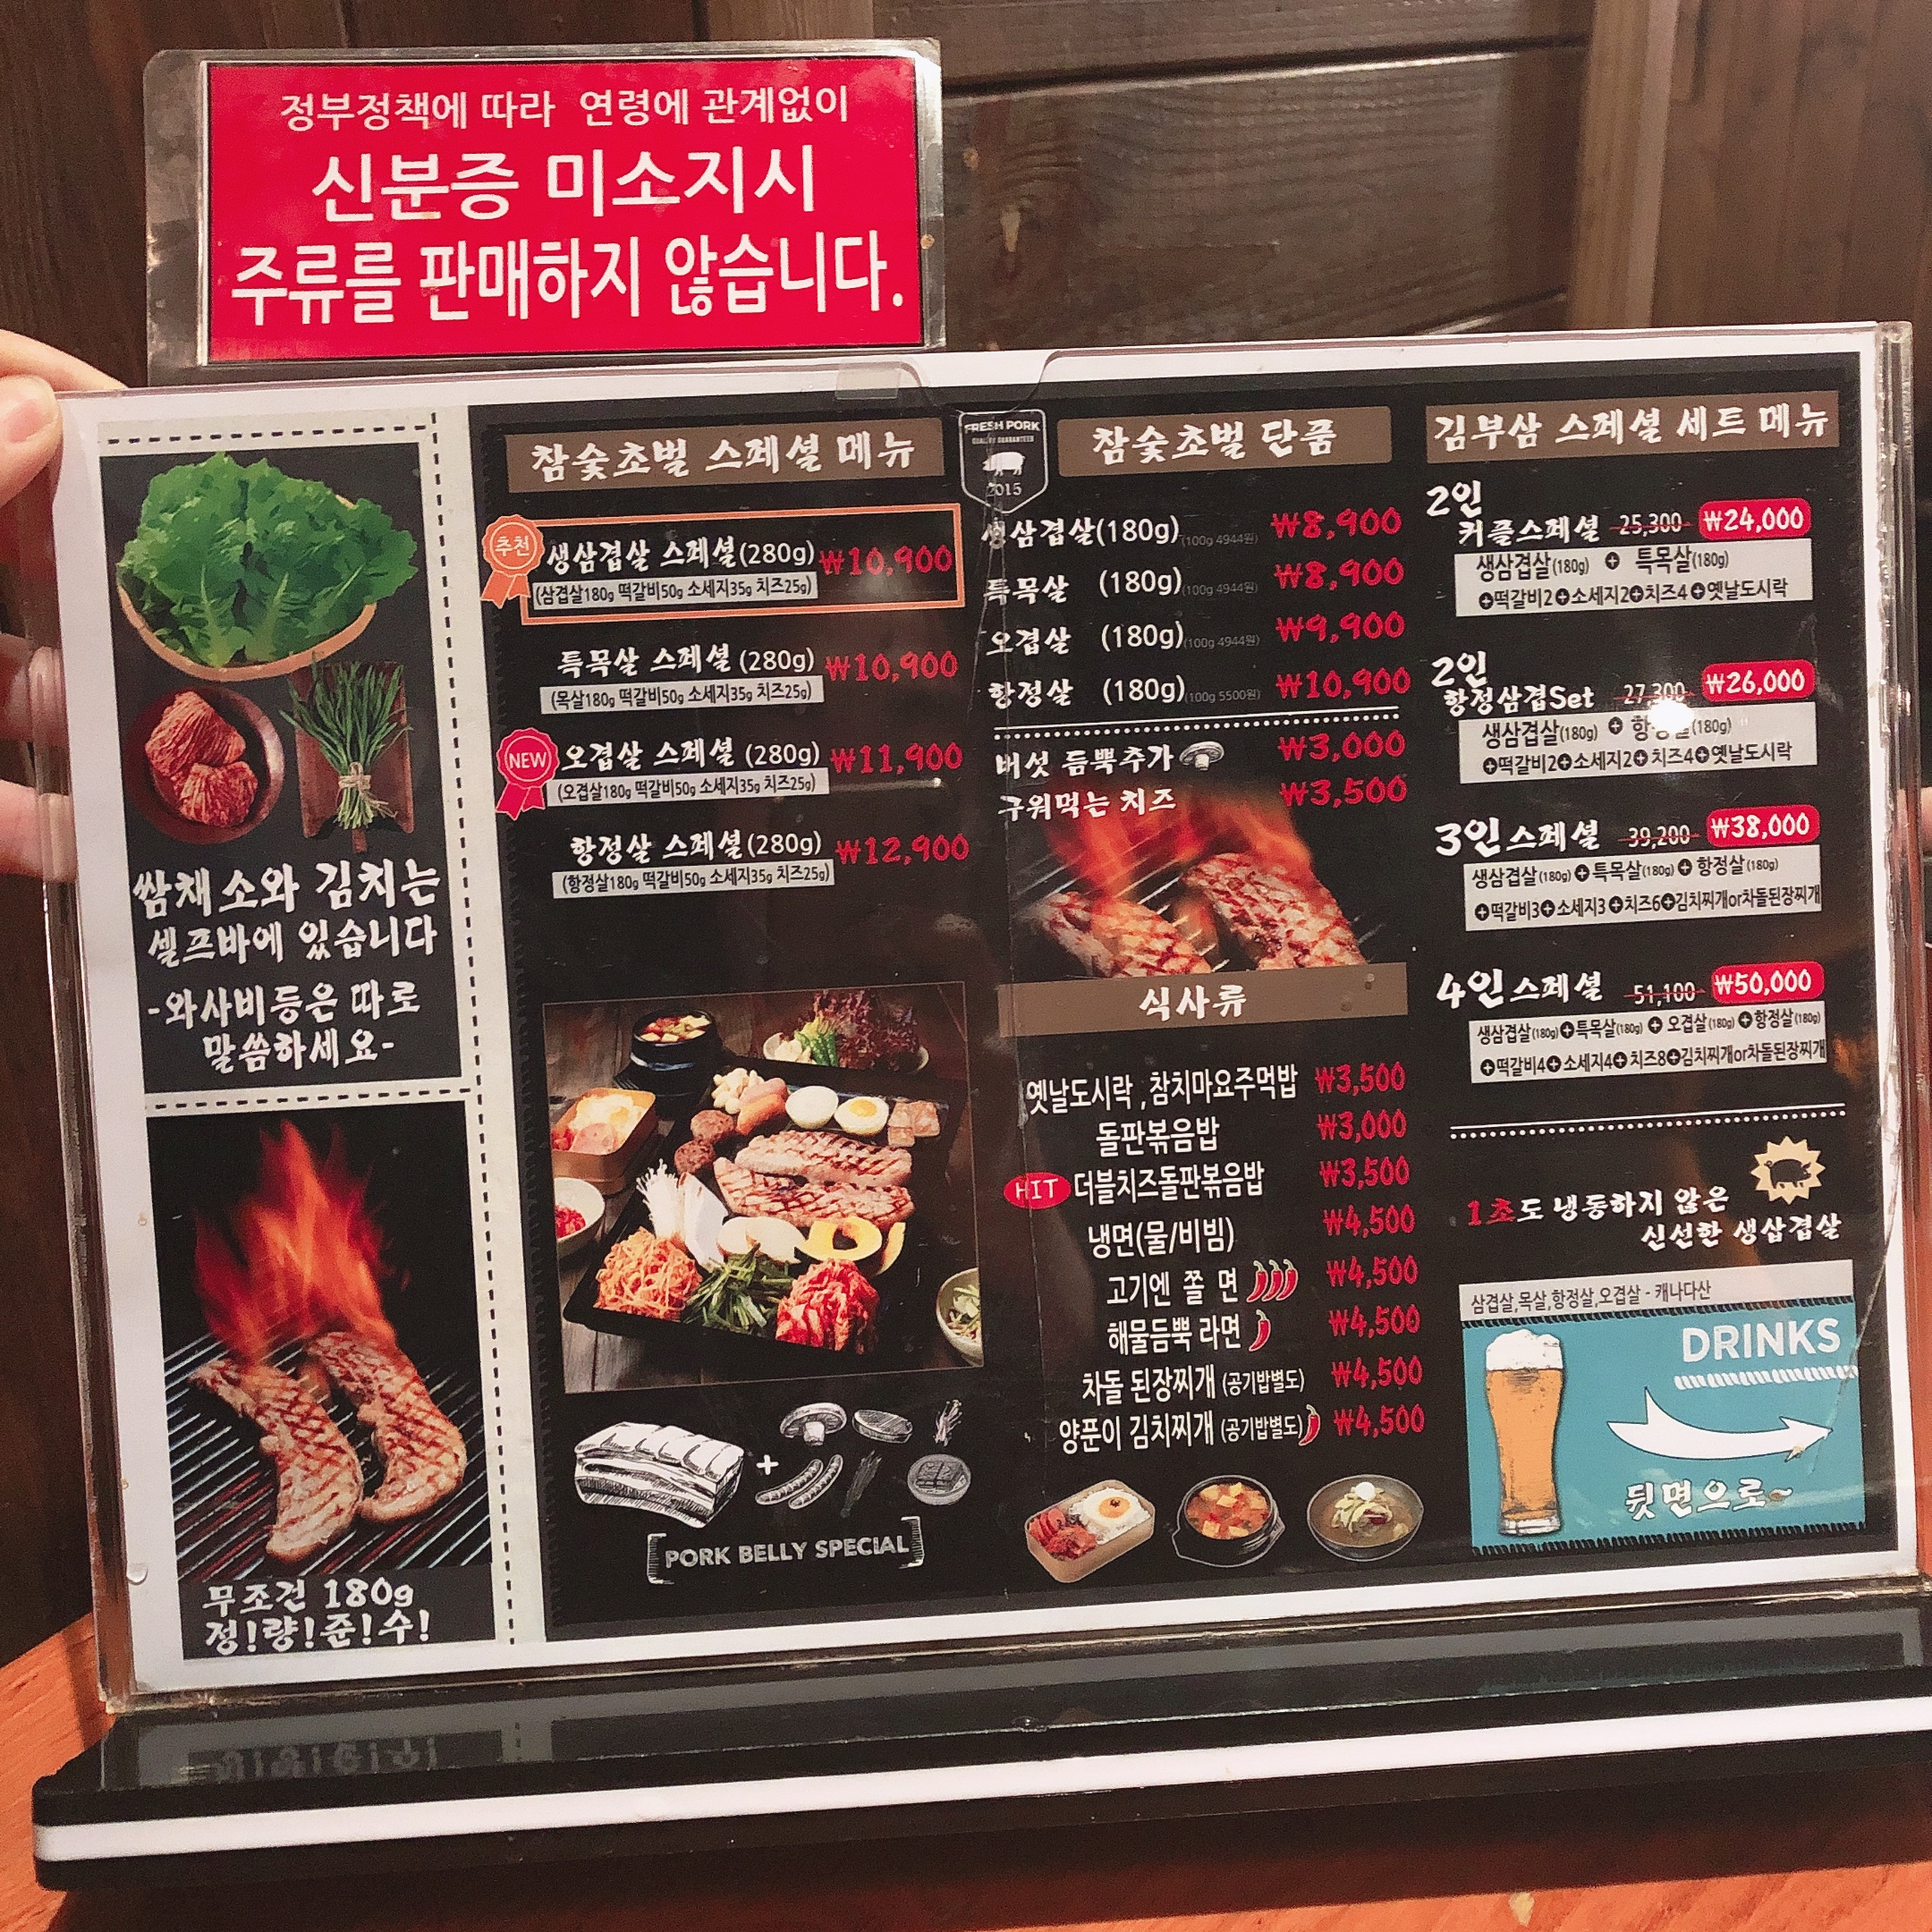 정부정책에 따라 연령에 관계없이
신분증 미소지시
주류를 판매하지 않습니다.
쌈채소와 김치는
셀프바에 있습니다
-와사비등은 따로
말씀하세요-
무조건 180g
정!량!준!수!
참숯초벌 스페셜 메뉴
추천
생삼겹살 스페셜(280g) ₩10,900
(삼겹살180g 떡갈비50g 소세지35g 치즈25g)
특목살 스페셜(280g) ₩10,900
(목살180g 떡갈비50g 소세지35g 치즈25g)
NEW
오겹살 스페셜 (280g) ₩11,900
(오겹살180g 떡갈비50g 소세지35g 치즈25g)
항정살 스페셜(280g) ₩12,900
(항정살180g 떡갈비50g 소세지35g 치즈25g)
[PORK BELLY SPECIAL]
FRESH PORK
QUALITY GUARANTEED
2015
참숯초벌 단품
생삼겹살(180g)(100g 4944원) ₩8,900
특목살 (180g)(100g 4944원) ₩8,900
오겹살 (180g)(100g 4944원) ₩9,900
항정살 (180g)(100g 5500원) ₩10,900
버섯 듬뿍추가 ₩3,000
구워먹는 치즈 ₩3,500
식사류
옛날도시락 ,참치마요주먹밥 ₩3,500
돌판볶음밥 ₩3,000
HIT 더블치즈돌판볶음밥 ₩3,500
냉면(물/비빔) ₩4,500
고기엔 쫄 면 ₩4,500
해물듬뿍 라면 ₩4,500
차돌 된장찌개 (공기밥별도) ₩4,500
양푼이 김치찌개 (공기밥별도) ₩4,500
김부삼 스페셜 세트 메뉴
2인
커플스페셜 25,300 ₩24,000
생삼겹살(180g) + 특목살(180g)
+떡갈비2+소세지2+치즈4+옛날도시락
2인
항정삼겹Set 27,300 ₩26,000
생삼겹살(180g) + 항정살(180g)
+떡갈비2+소세지2+치즈4+옛날도시락
3인스페셜 39,200 ₩38,000
생삼겹살(180g)+특목살(180g)+ 항정살(180g)
+떡갈비3+소세지3+치즈6+김치찌개or차돌된장찌개
4인스페셜 51,100 ₩50,000
생삼겹살(180g)+특목살(180g) + 오겹살(180g) +항정살(180g)
+떡갈비4+소세지4+치즈8+김치찌개or차돌된장찌개
1초도 냉동하지 않은
신선한 생삼겹살
삼겹살,목살,항정살,오겹살 - 캐나다산
DRINKS
뒷면으로~